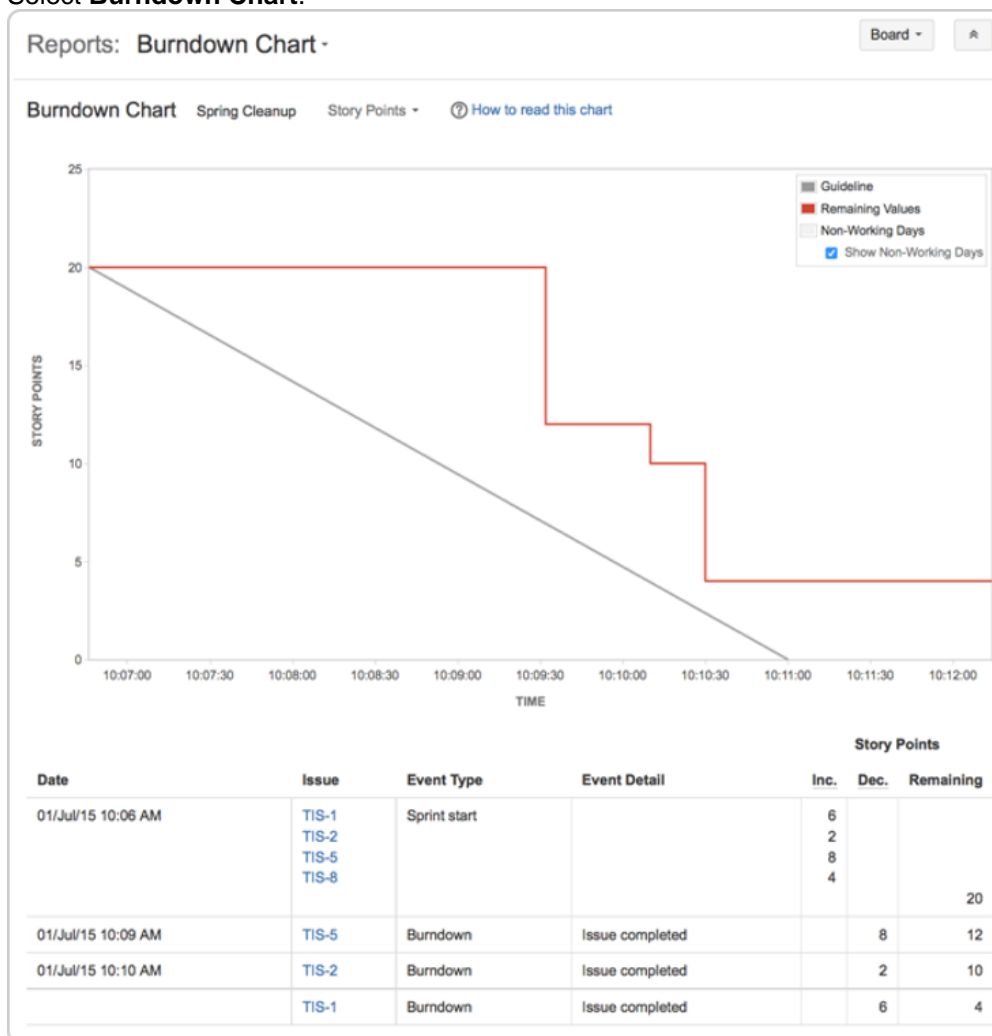 Select Burndown Chart.
Reports: Burndown Chart
Board
Burndown Chart Spring Cleanup Story Points ? How to read this chart
25
Guideline
Remaining Values
Non-Working Days
Show Non-Working Days
20
15
10
5
0
STORY POINTS
10:07:00 10:07:30 10:08:00 10:08:30 10:09:00 10:09:30 10:10:00 10:10:30 10:11:00 10:11:30 10:12:00
TIME
Story Points
Date Issue Event Type Event Detail Inc. Dec. Remaining
01/Jul/15 10:06 AM TIS-1 Sprint start 6
TIS-2 2
TIS-5 8
TIS-8 4
20
01/Jul/15 10:09 AM TIS-5 Burndown Issue completed 8 12
01/Jul/15 10:10 AM TIS-2 Burndown Issue completed 2 10
TIS-1 Burndown Issue completed 6 4